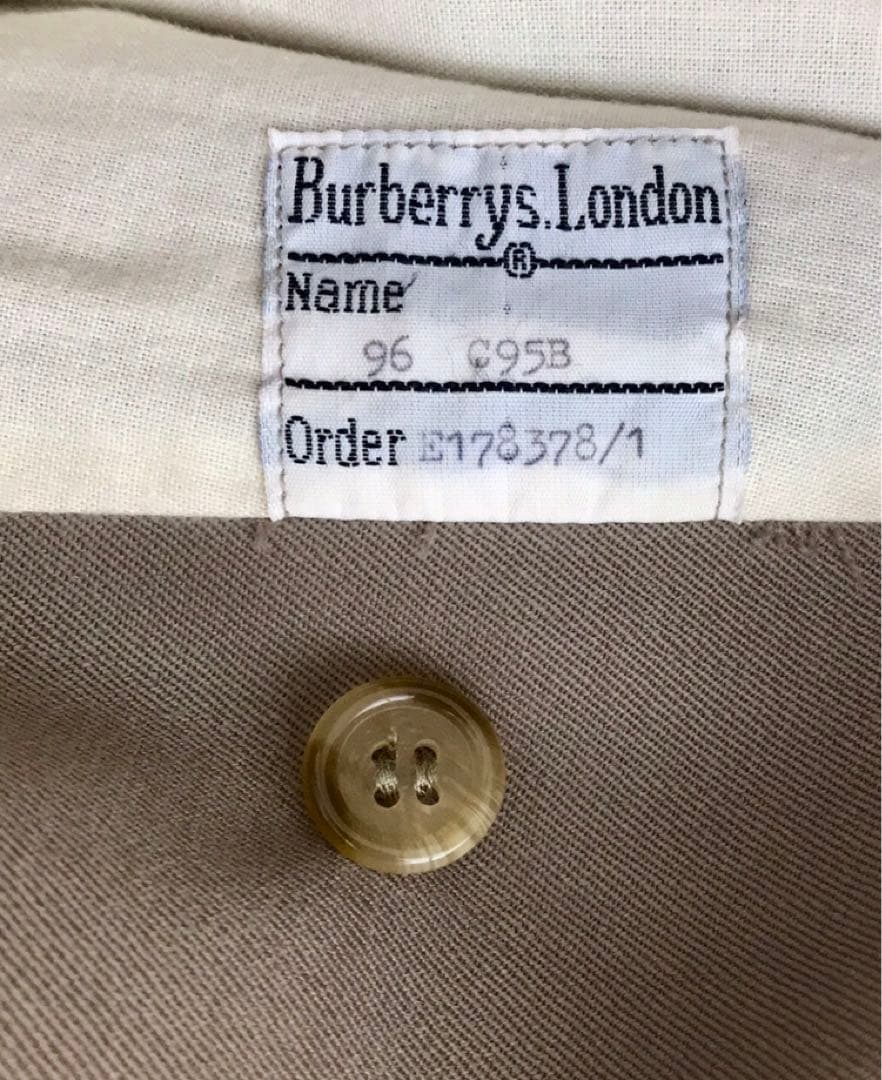 Burberrys.London
®
Name
96 C95B
Order E178378/1